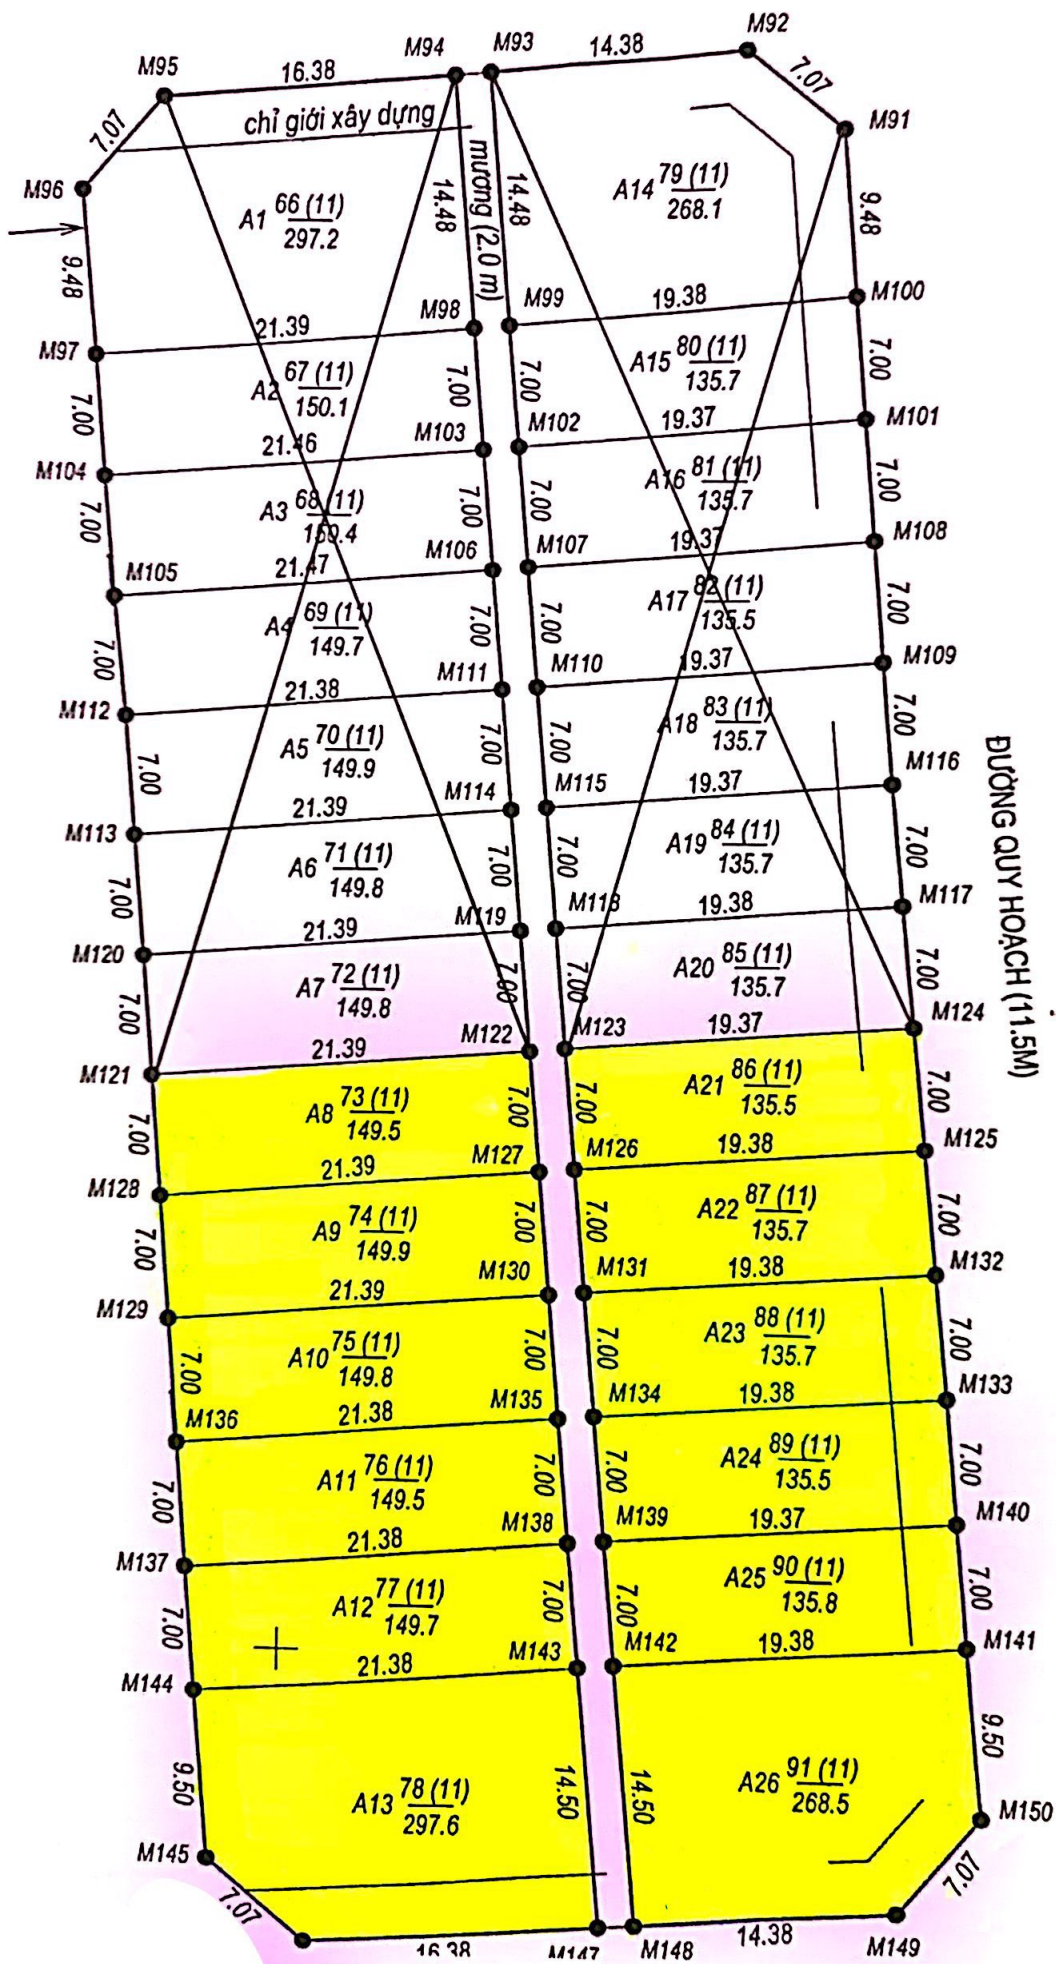 M92
M93
M94
14.38
M95
16.38
7.07
7.07
chỉ giới xây dựng
M91
mương (2.0 m)
M96
A14 79 (11)
268.1
14.48
14.48
A1 66 (11)
297.2
9.48
9.48
M100
M98
M99
19.38
21.39
M97
A15 80 (11)
135.7
A2 67 (11)
150.1
7.00
7.00
7.00
7.00
M101
M102
19.37
M103
21.46
M104
A16 81 (11)
135.7
A3 68 (11)
150.4
7.00
7.00
7.00
7.00
M108
M107
19.37
M106
21.47
M105
A17 82 (11)
135.5
A4 69 (11)
149.7
7.00
7.00
7.00
7.00
M109
M110
19.37
M111
21.38
M112
A18 83 (11)
135.7
A5 70 (11)
149.9
7.00
7.00
7.00
7.00
ĐƯỜNG QUY HOẠCH (11.5M)
M116
M115
19.37
M114
21.39
M113
A19 84 (11)
135.7
A6 71 (11)
149.8
7.00
7.00
7.00
7.00
M117
M118
19.38
M119
21.39
M120
A20 85 (11)
135.7
A7 72 (11)
149.8
7.00
7.00
7.00
7.00
M124
M123
19.37
M122
21.39
M121
A21 86 (11)
135.5
A8 73 (11)
149.5
7.00
7.00
7.00
7.00
M125
M126
19.38
M127
21.39
M128
A22 87 (11)
135.7
A9 74 (11)
149.9
7.00
7.00
7.00
7.00
M132
M131
19.38
M130
21.39
M129
A23 88 (11)
135.7
A10 75 (11)
149.8
7.00
7.00
7.00
7.00
M133
M134
19.38
M135
21.38
M136
A24 89 (11)
135.5
A11 76 (11)
149.5
7.00
7.00
7.00
7.00
M140
M139
19.37
M138
21.38
M137
A25 90 (11)
135.8
A12 77 (11)
149.7
7.00
7.00
7.00
7.00
M141
M142
19.38
M143
21.38
M144
9.50
9.50
A26 91 (11)
268.5
A13 78 (11)
297.6
14.50
14.50
M150
M145
7.07
7.07
16.38
M147
M148
14.38
M149